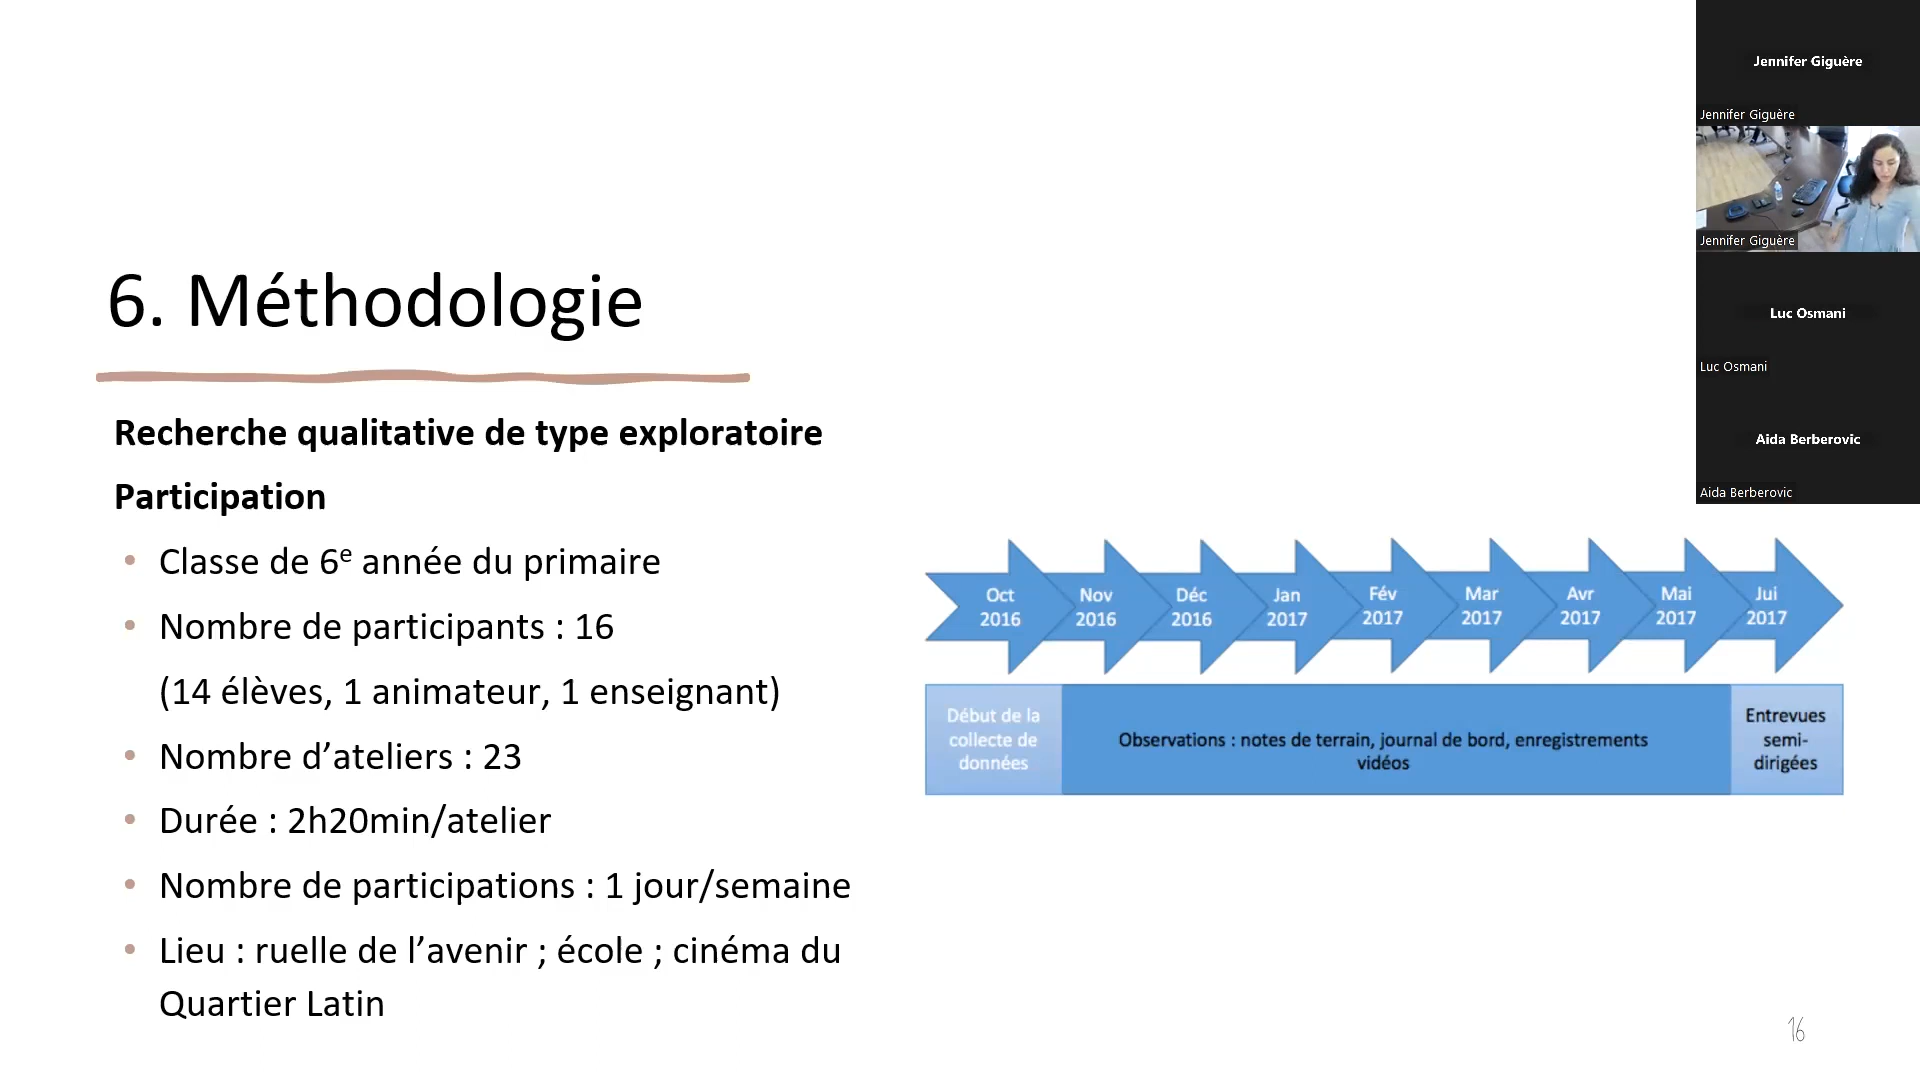 6. Méthodologie
Recherche qualitative de type exploratoire
Participation
• Classe de 6e année du primaire
• Nombre de participants : 16
(14 élèves, 1 animateur, 1 enseignant)
• Nombre d’ateliers : 23
• Durée : 2h20min/atelier
• Nombre de participations : 1 jour/semaine
• Lieu : ruelle de l’avenir ; école ; cinéma du
Quartier Latin
Oct
2016
Nov
2016
Déc
2016
Jan
2017
Fév
2017
Mar
2017
Avr
2017
Mai
2017
Jui
2017
Début de la
collecte de
données
Observations : notes de terrain, journal de bord, enregistrements
vidéos
Entrevues
semi-
dirigées
16
Jennifer Giguère
Jennifer Giguère
Jennifer Giguère
Luc Osmani
Luc Osmani
Aida Berberovic
Aida Berberovic